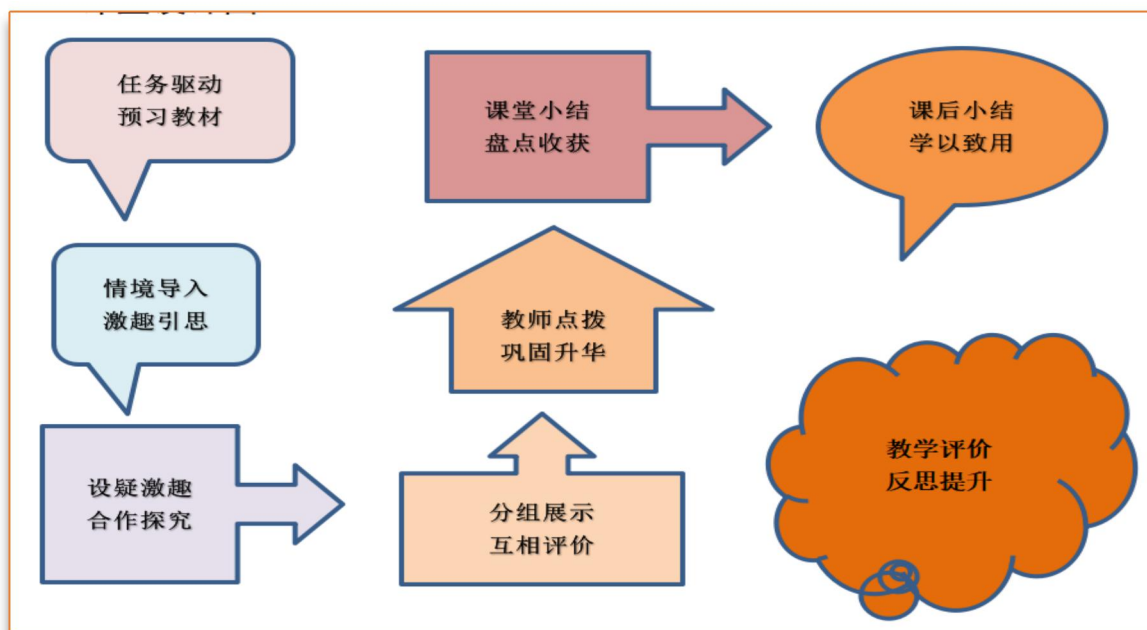 任务驱动
预习教材
情境导入
激趣引思
设疑激趣
合作探究
分组展示
互相评价
教师点拨
巩固升华
课堂小结
盘点收获
课后小结
学以致用
教学评价
反思提升